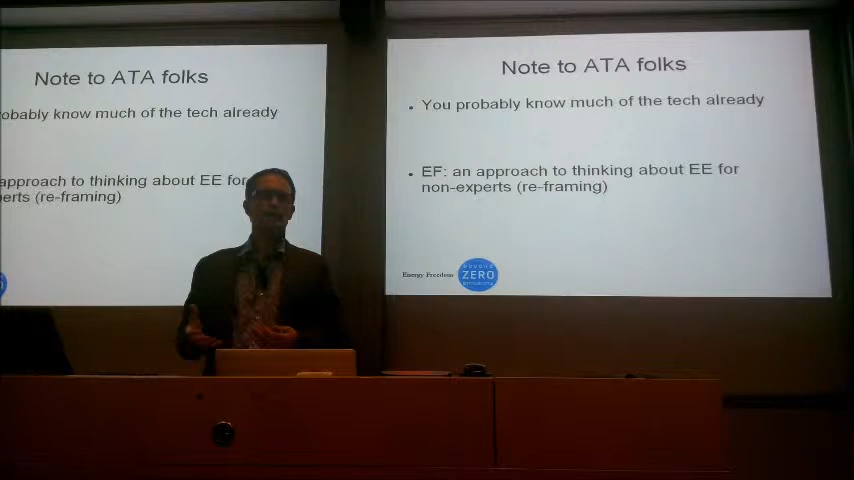 Note to ATA folks
obably know much of the tech already
approach to thinking about EE for
erts (re-framing)
Note to ATA folks
• You probably know much of the tech already
• EF: an approach to thinking about EE for
non-experts (re-framing)
Energy Freedom
ZERO